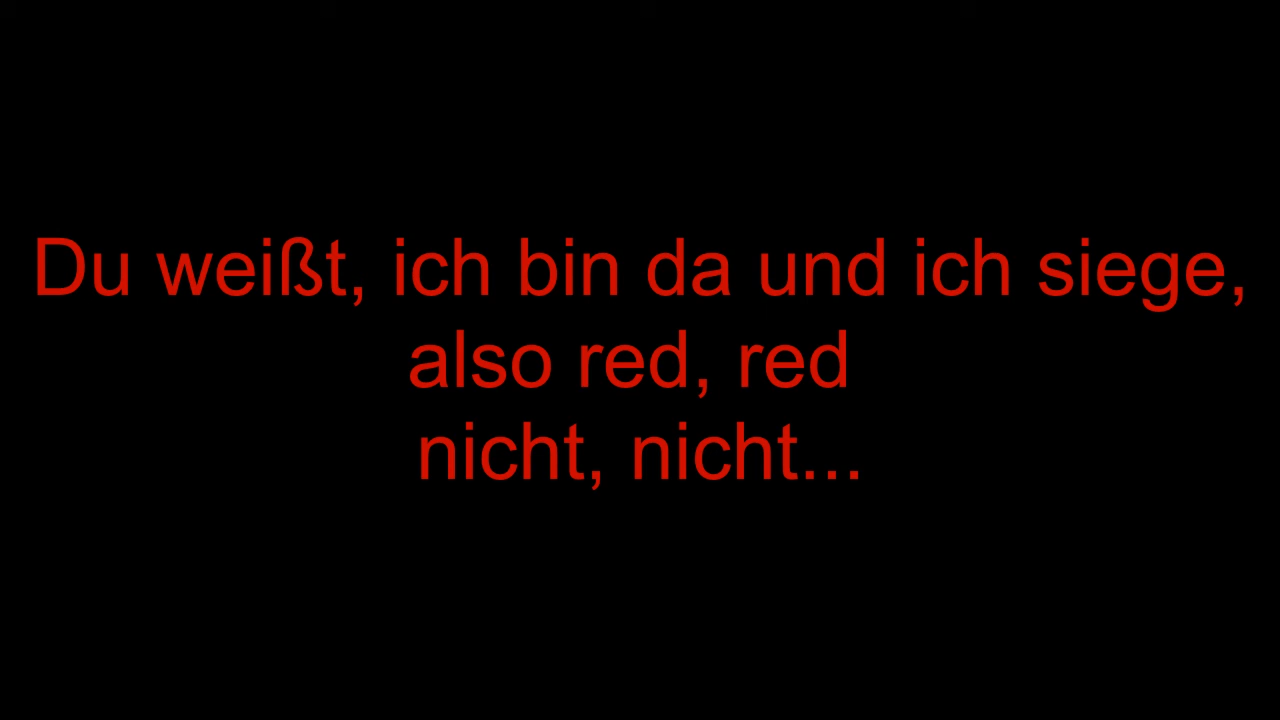 Du weißt, ich bin da und ich siege,
also red, red
nicht, nicht...